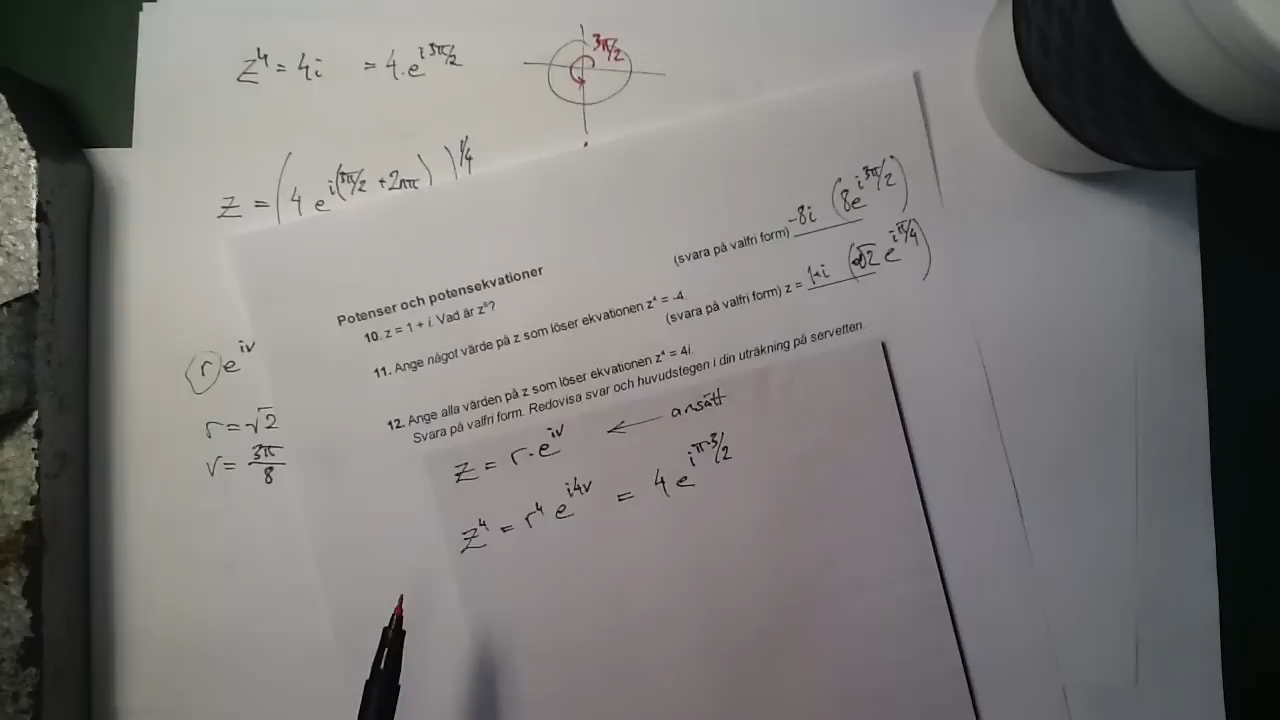 z⁴ = 4i = 4·e^(i3π/2)
3π/2
z = (4 e^(i(3π/2 + 2nπ)))^(1/4)
-8i (8e^(i3π/2))
(svara på valfri form)
Potenser och potensekvationer
10. z = 1 + i. Vad är z⁶?
11. Ange något värde på z som löser ekvationen z⁴ = -4.
(svara på valfri form) z = 1+i (√2 e^(iπ/4))
12. Ange alla värden på z som löser ekvationen z⁴ = 4i.
Svara på valfri form. Redovisa svar och huvudstegen i din uträkning på servetten.
r e^(iv)
r = √2
v = 3π/8
z = r·e^(iv) ← ansätt
z⁴ = r⁴ e^(i4v) = 4 e^(iπ·3/2)